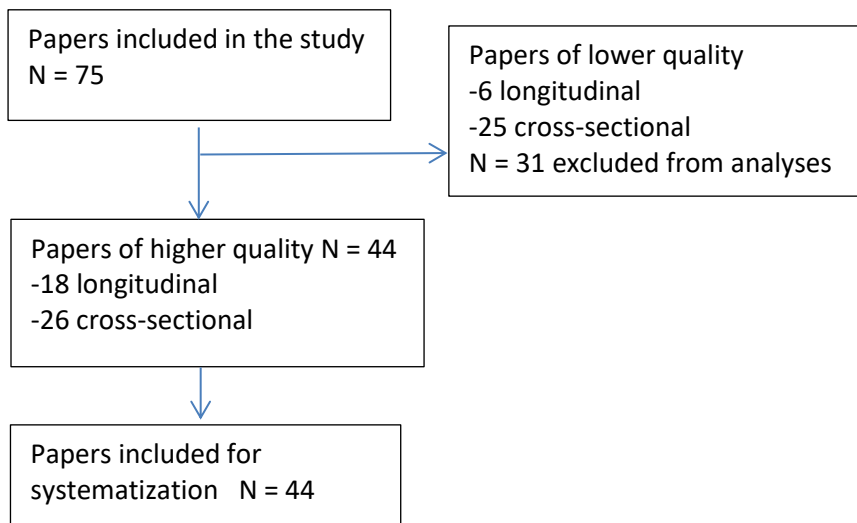 Papers included in the study
N = 75
Papers of lower quality
-6 longitudinal
-25 cross-sectional
N = 31 excluded from analyses
Papers of higher quality N = 44
-18 longitudinal
-26 cross-sectional
Papers included for
systematization N = 44